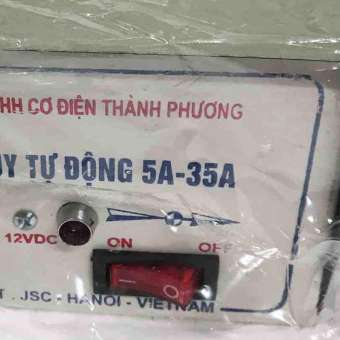 HH CƠ ĐIỆN THÀNH PHƯƠNG
TỰ ĐỘNG 5A-35A
12VDC ON OFF
JSC - HANOI - VIETNAM